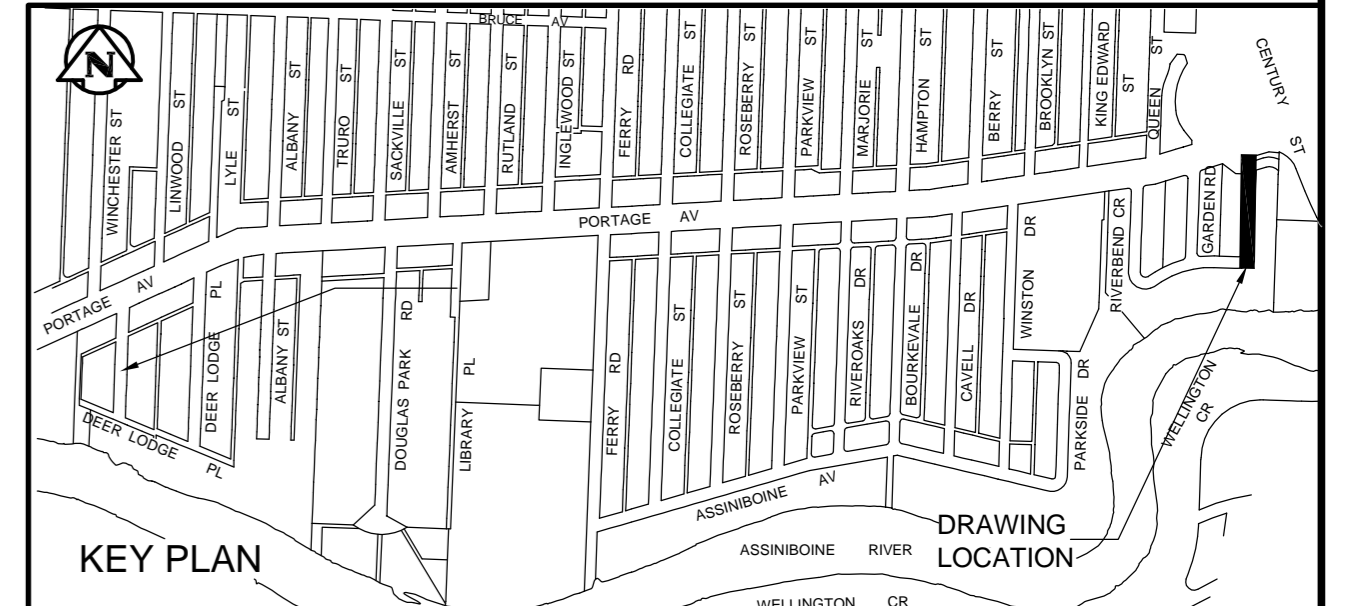 BRUCE AV
N
WINCHESTER ST
LINWOOD ST
LYLE ST
ALBANY ST
TRURO ST
SACKVILLE ST
AMHERST ST
RUTLAND ST
INGLEWOOD ST
FERRY RD
COLLEGIATE ST
ROSEBERRY ST
PARKVIEW ST
MARJORIE ST
HAMPTON ST
BERRY ST
BROOKLYN ST
KING EDWARD ST
QUEEN ST
CENTURY ST
PORTAGE AV
PORTAGE AV
DEER LODGE PL
DEER LODGE PL
ALBANY ST
DOUGLAS PARK RD
LIBRARY PL
FERRY RD
COLLEGIATE ST
ROSEBERRY ST
PARKVIEW ST
RIVEROAKS DR
BOURKEVALE DR
CAVELL DR
WINSTON DR
PARKSIDE DR
RIVERBEND CR
GARDEN RD
WELLINGTON CR
ASSINIBOINE AV
ASSINIBOINE RIVER
DRAWING
LOCATION
KEY PLAN
WELLINGTON CR